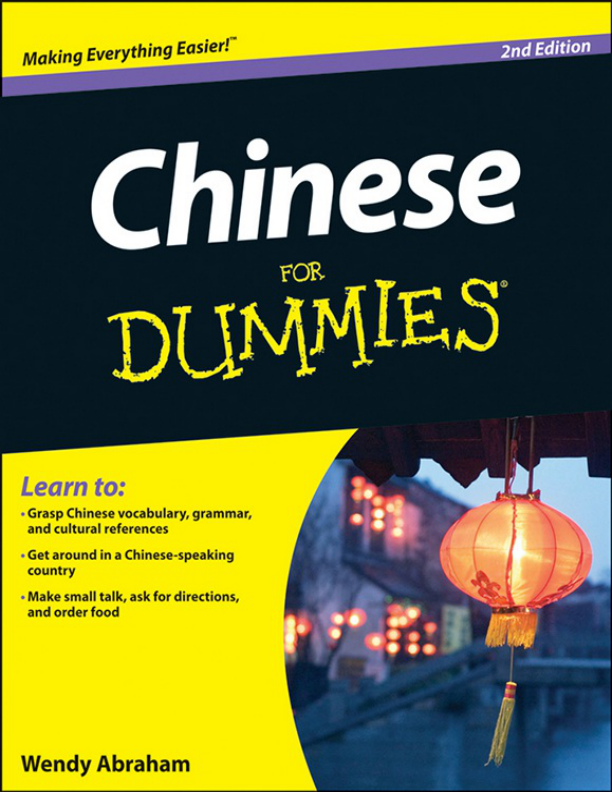 Making Everything Easier!™
2nd Edition
Chinese
FOR
DUMMIES®
Learn to:
• Grasp Chinese vocabulary, grammar,
and cultural references
• Get around in a Chinese-speaking
country
• Make small talk, ask for directions,
and order food
Wendy Abraham